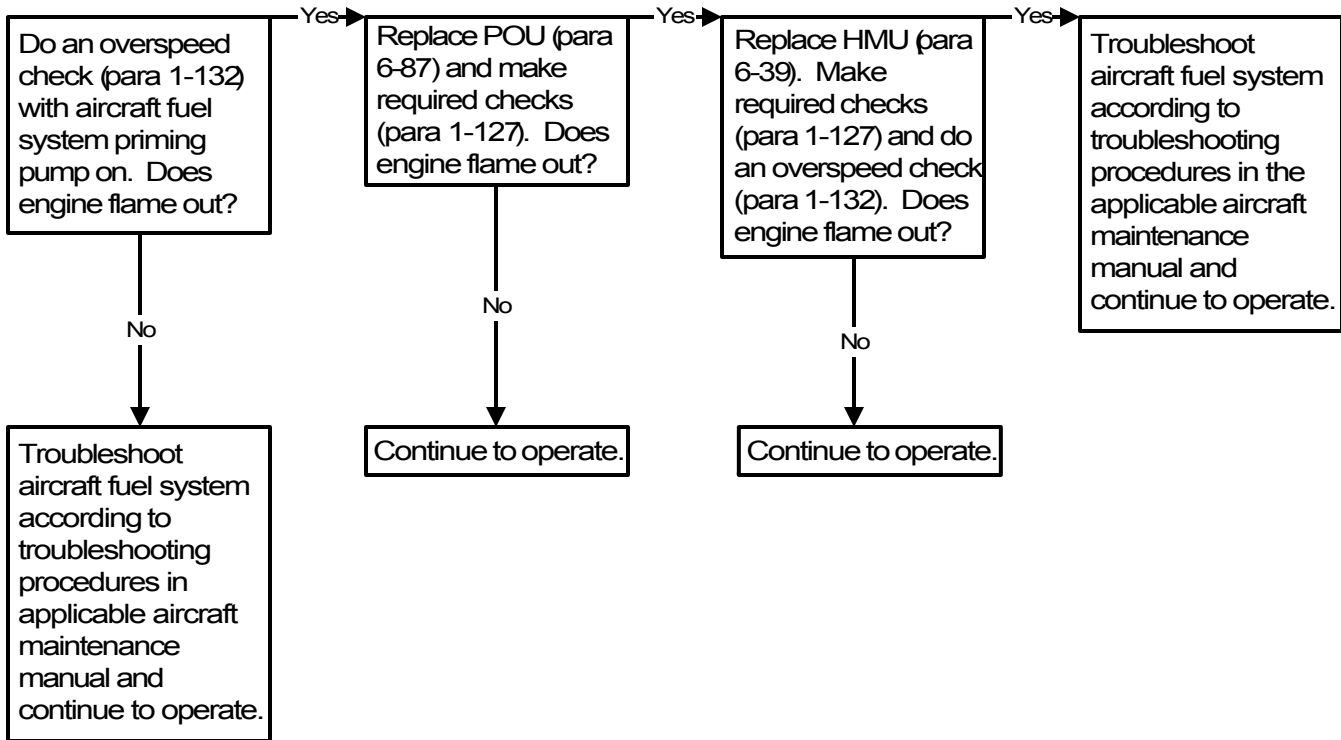 Do an overspeed
check (para 1-132)
with aircraft fuel
system priming
pump on. Does
engine flame out?
Yes
Replace POU (para
6-87) and make
required checks
(para 1-127). Does
engine flame out?
Yes
Replace HMU (para
6-39). Make
required checks
(para 1-127) and do
an overspeed check
(para 1-132). Does
engine flame out?
Yes
Troubleshoot
aircraft fuel system
according to
troubleshooting
procedures in the
applicable aircraft
maintenance
manual and
continue to operate.
No
No
No
Troubleshoot
aircraft fuel system
according to
troubleshooting
procedures in
applicable aircraft
maintenance
manual and
continue to operate.
Continue to operate.
Continue to operate.